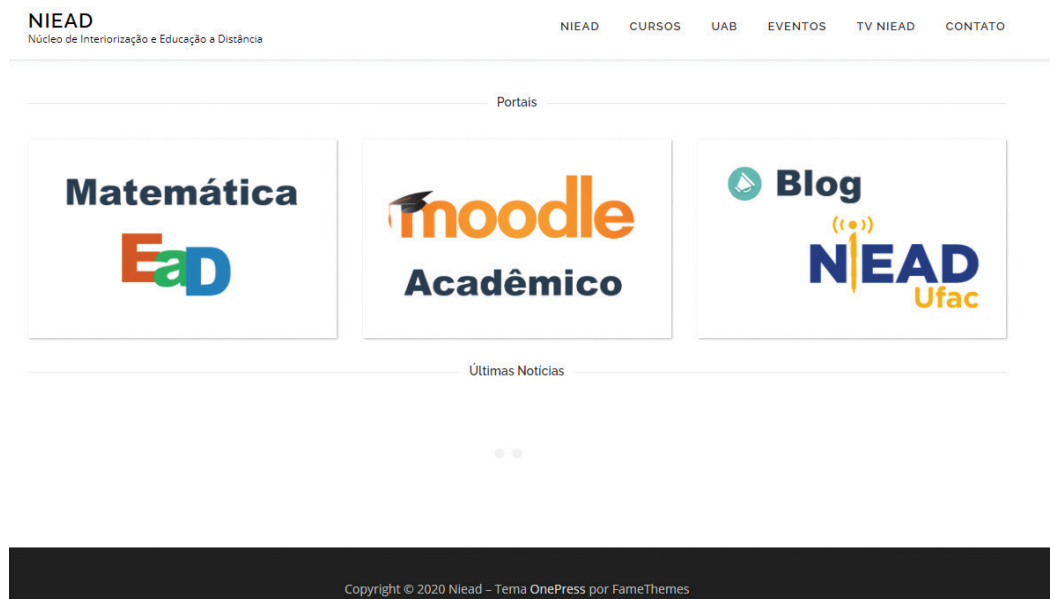 NIEAD
Núcleo de Interiorização e Educação a Distância
NIEAD CURSOS UAB EVENTOS TV NIEAD CONTATO
Portais
Matemática
EaD
moodle
Acadêmico
Blog
NIEAD
Ufac
Últimas Notícias
Copyright © 2020 Niead – Tema OnePress por FameThemes